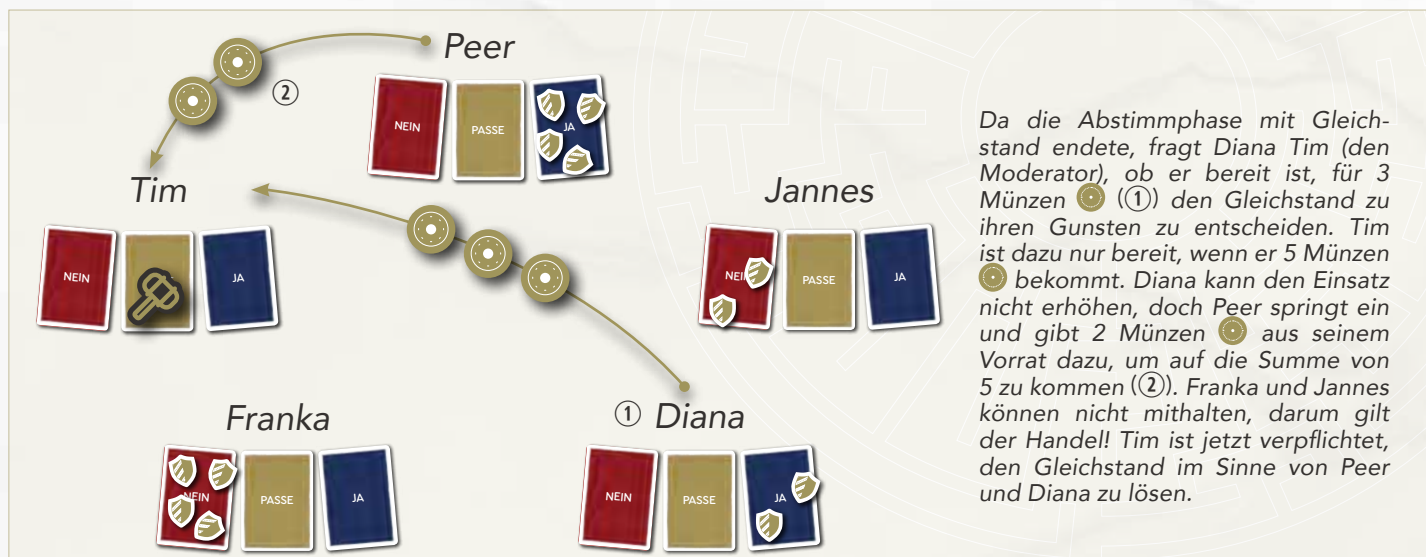 Peer
②
NEIN
PASSE
JA
Tim
NEIN
JA
Jannes
NEIN
PASSE
JA
Franka
NEIN
PASSE
JA
① Diana
NEIN
PASSE
JA
Da die Abstimmphase mit Gleich-
stand endete, fragt Diana Tim (den
Moderator), ob er bereit ist, für 3
Münzen (①) den Gleichstand zu
ihren Gunsten zu entscheiden. Tim
ist dazu nur bereit, wenn er 5 Münzen
bekommt. Diana kann den Einsatz
nicht erhöhen, doch Peer springt ein
und gibt 2 Münzen aus seinem
Vorrat dazu, um auf die Summe von
5 zu kommen (②). Franka und Jannes
können nicht mithalten, darum gilt
der Handel! Tim ist jetzt verpflichtet,
den Gleichstand im Sinne von Peer
und Diana zu lösen.